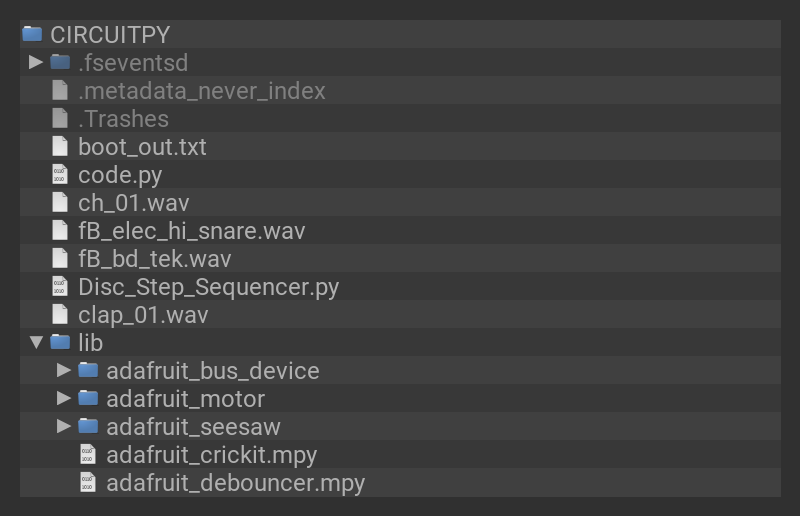 CIRCUITPY
.fseventsd
.metadata_never_index
.Trashes
boot_out.txt
code.py
ch_01.wav
fB_elec_hi_snare.wav
fB_bd_tek.wav
Disc_Step_Sequencer.py
clap_01.wav
lib
adafruit_bus_device
adafruit_motor
adafruit_seesaw
adafruit_crickit.mpy
adafruit_debouncer.mpy